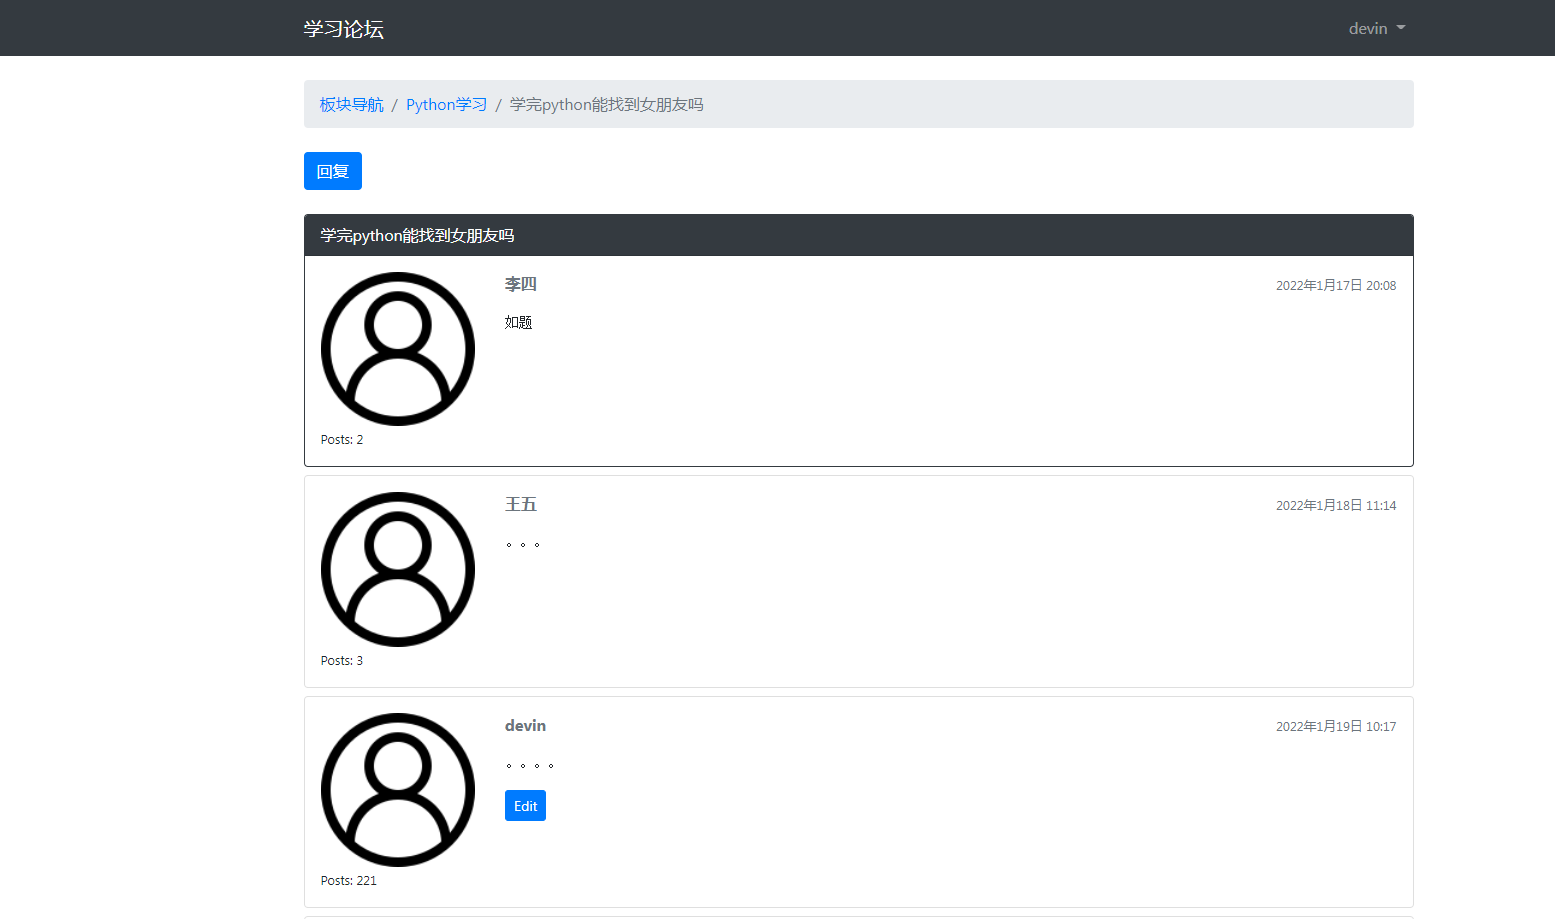 学习论坛
devin
板块导航 / Python学习 / 学完python能找到女朋友吗
回复
学完python能找到女朋友吗
李四
2022年1月17日 20:08
如题
Posts: 2
王五
2022年1月18日 11:14
。。。
Posts: 3
devin
2022年1月19日 10:17
。。。。
Edit
Posts: 221